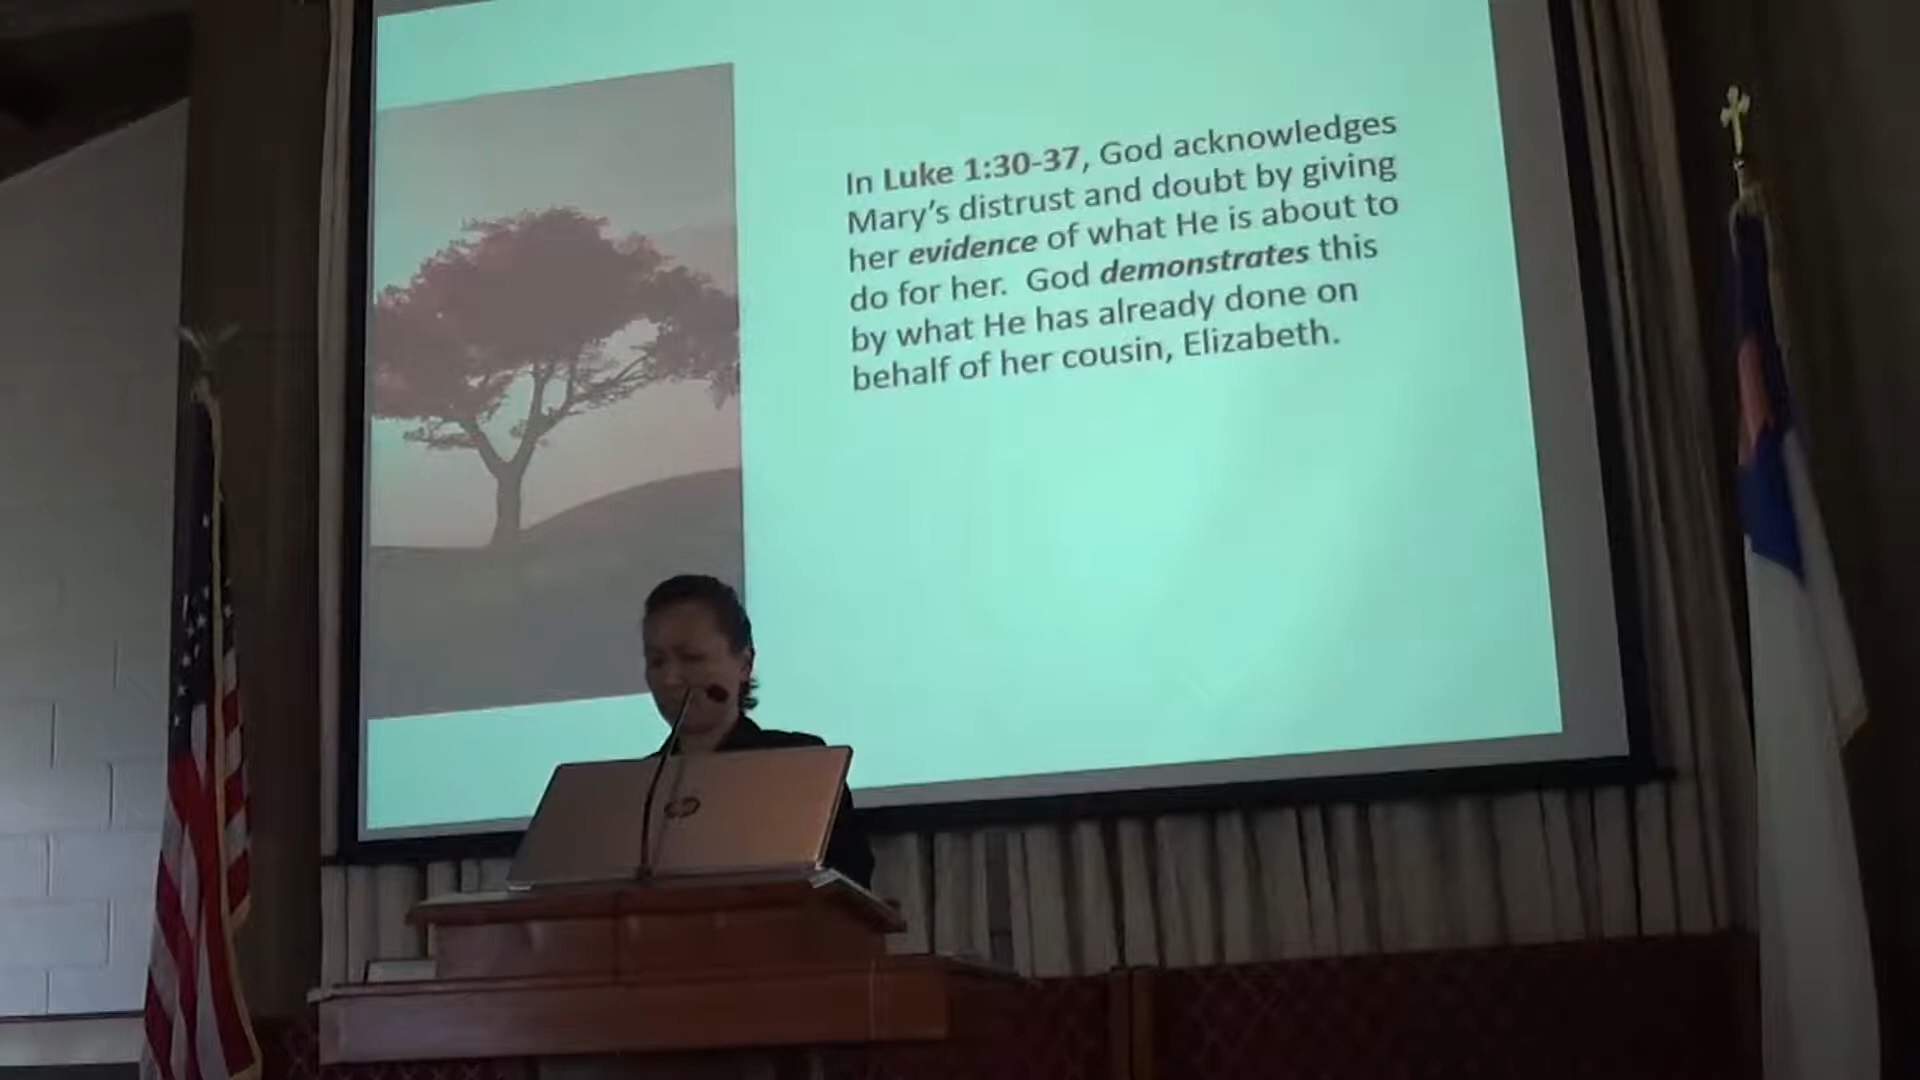 In Luke 1:30-37, God acknowledges
Mary's distrust and doubt by giving
her evidence of what He is about to
do for her. God demonstrates this
by what He has already done on
behalf of her cousin, Elizabeth.
hp